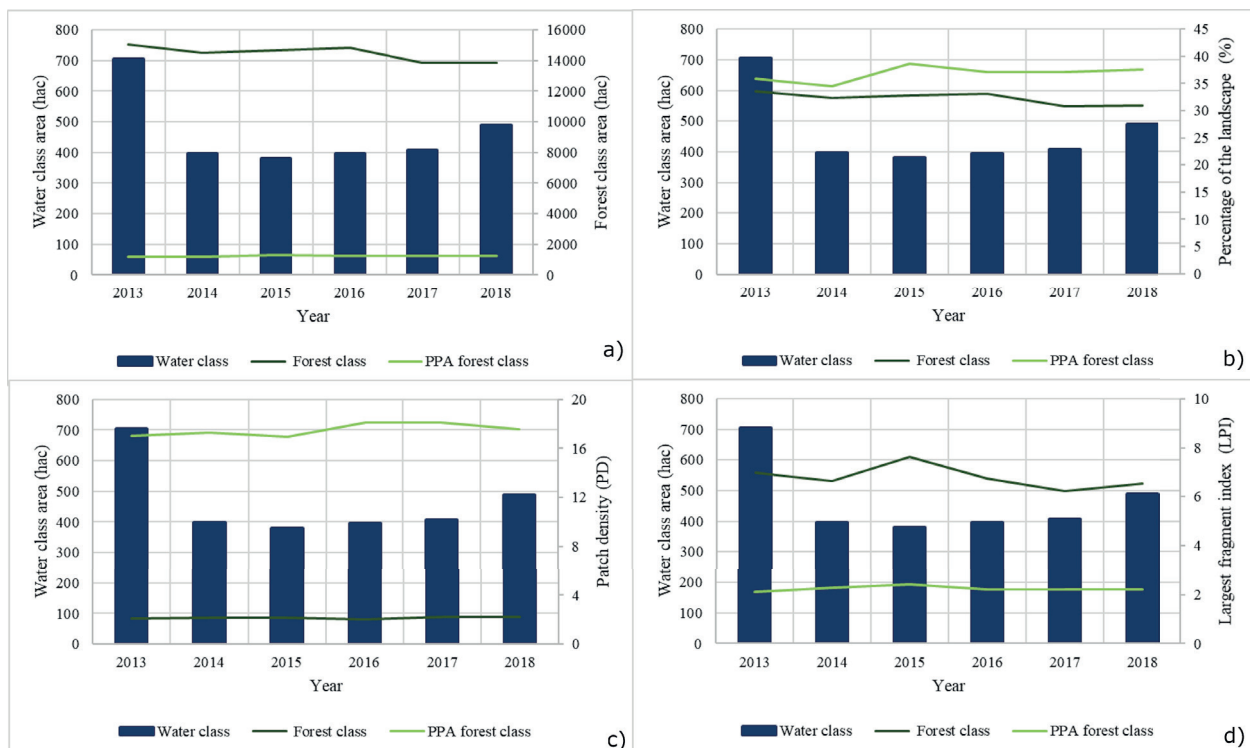 800
700
600
500
400
300
200
100
0
16000
14000
12000
10000
8000
6000
4000
2000
0
Water class area (hac)
Forest class area (hac)
2013 2014 2015 2016 2017 2018
Year
Water class Forest class PPA forest class
a)
800
700
600
500
400
300
200
100
0
45
40
35
30
25
20
15
10
5
0
Water class area (hac)
Percentage of the landscape (%)
2013 2014 2015 2016 2017 2018
Year
Water class Forest class PPA forest class
b)
800
700
600
500
400
300
200
100
0
20
16
12
8
4
0
Water class area (hac)
Patch density (PD)
2013 2014 2015 2016 2017 2018
Year
Water class Forest class PPA forest class
c)
800
700
600
500
400
300
200
100
0
10
8
6
4
2
0
Water class area (hac)
Largest fragment index (LPI)
2013 2014 2015 2016 2017 2018
Year
Water class Forest class PPA forest class
d)